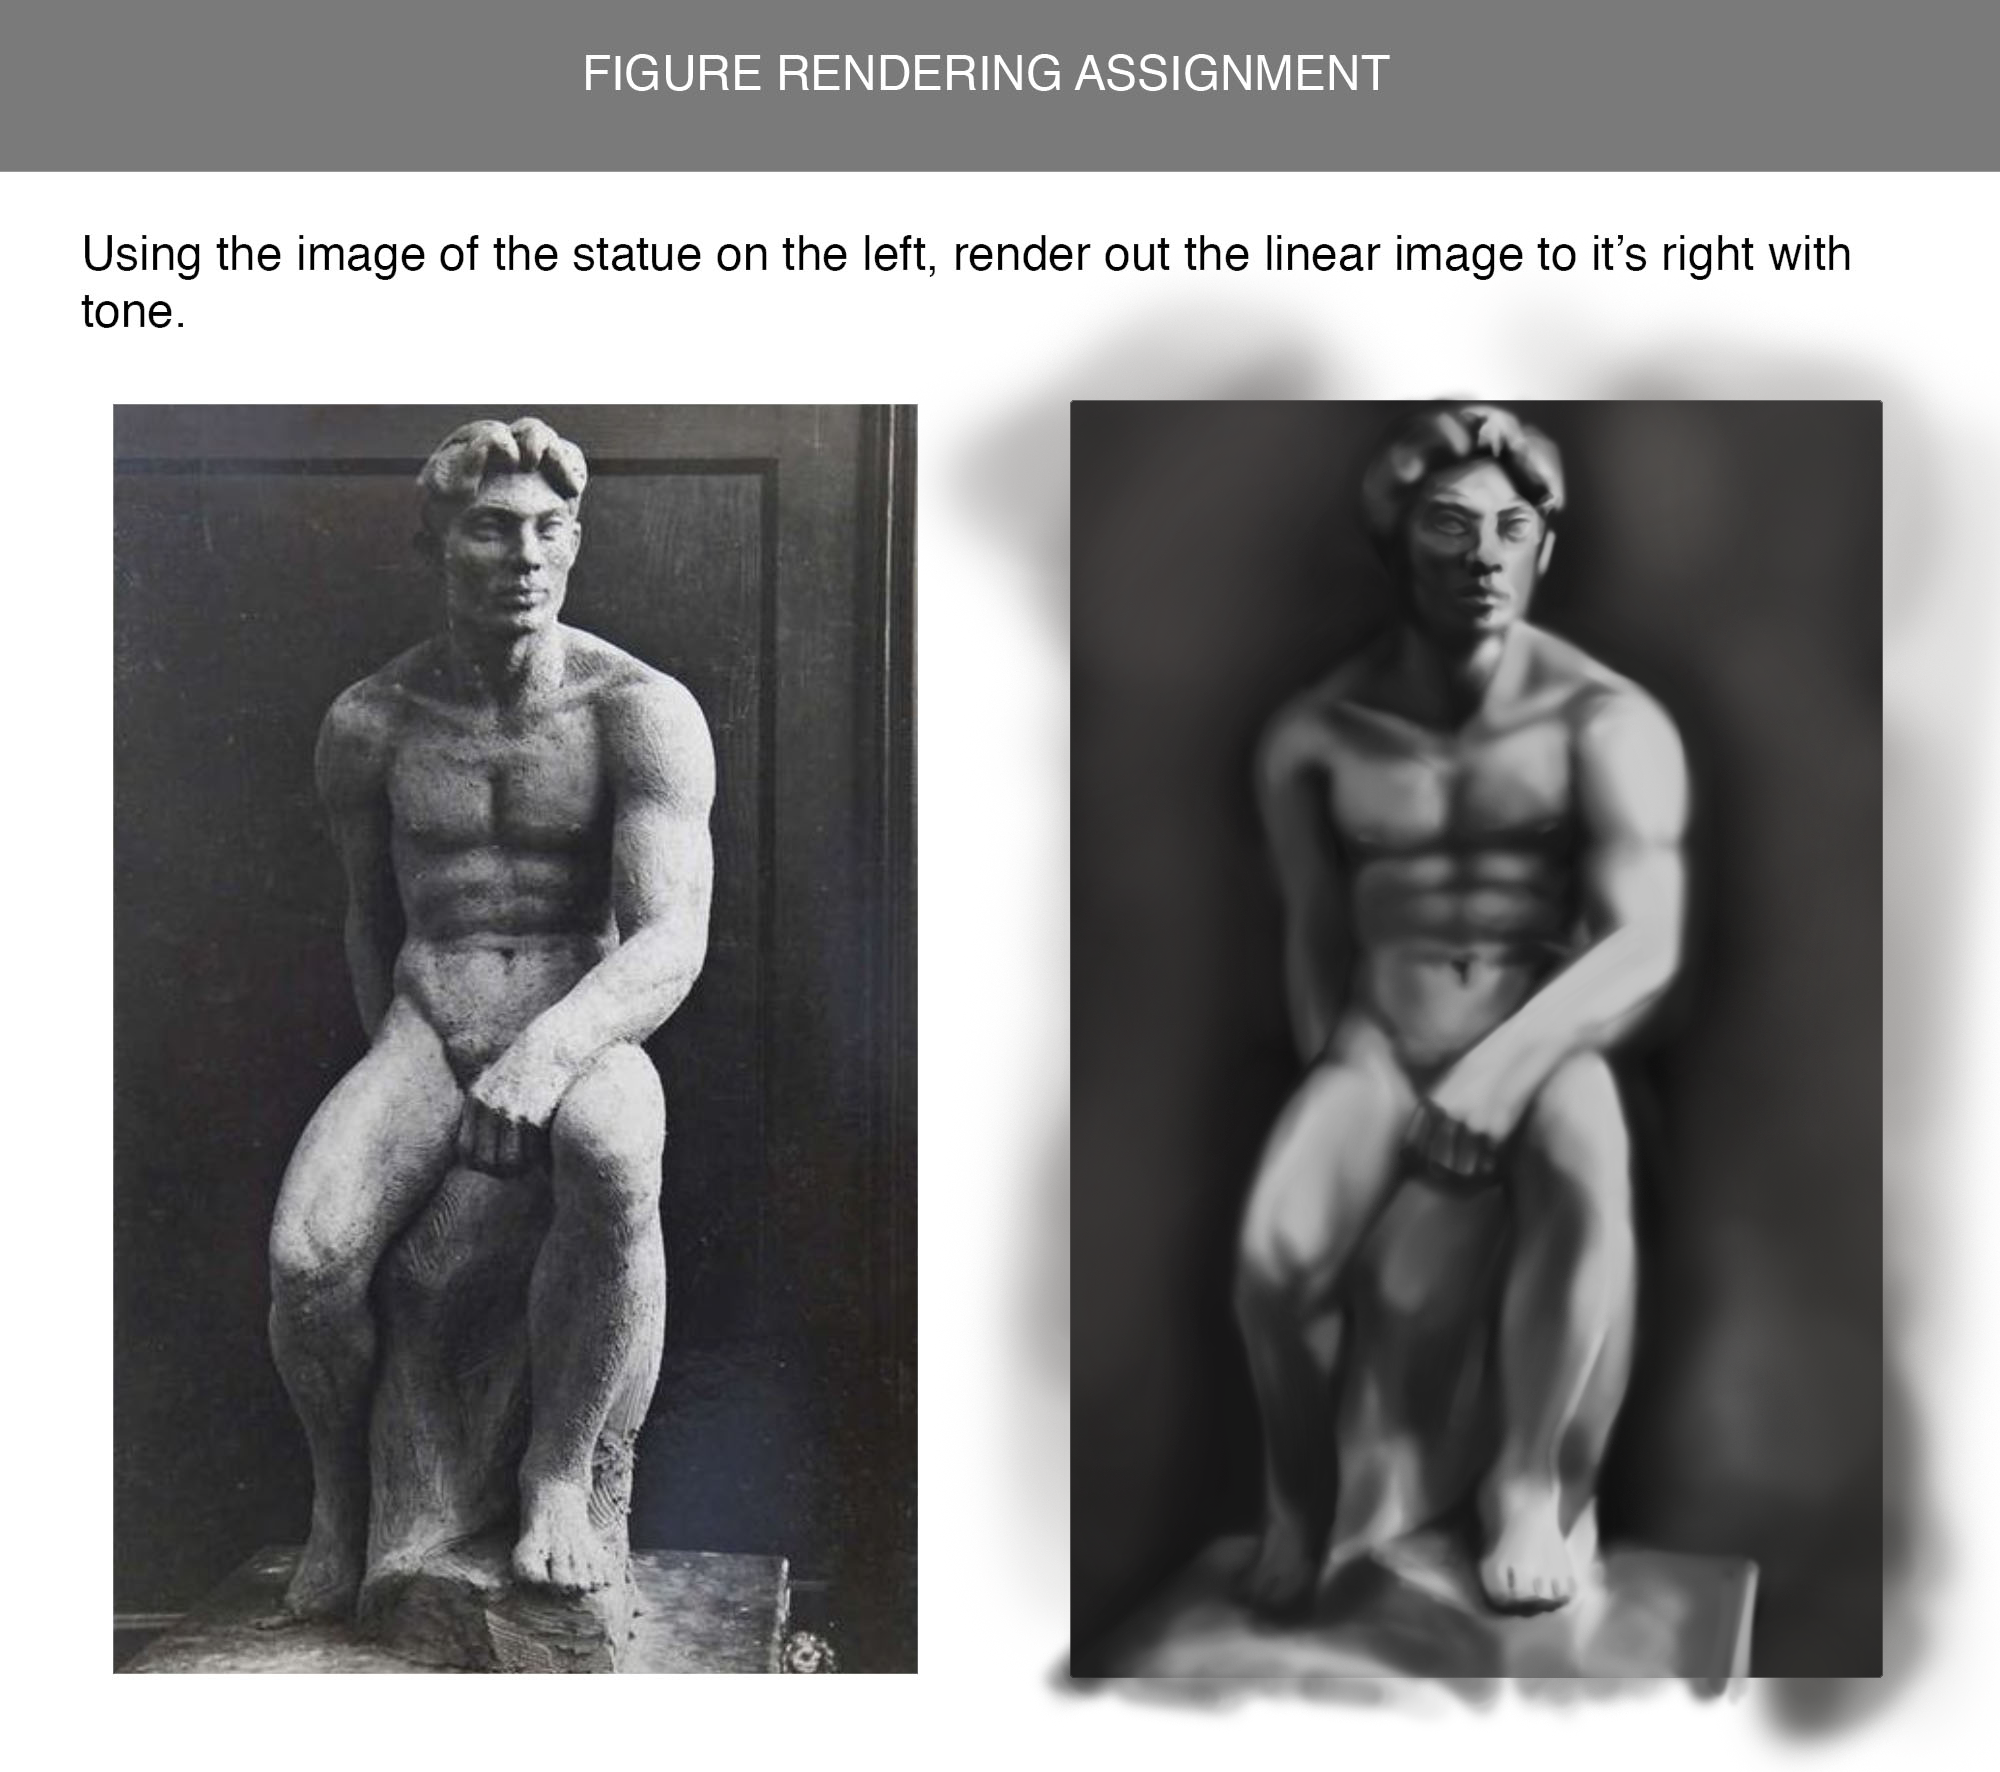 FIGURE RENDERING ASSIGNMENT
Using the image of the statue on the left, render out the linear image to it’s right with
tone.